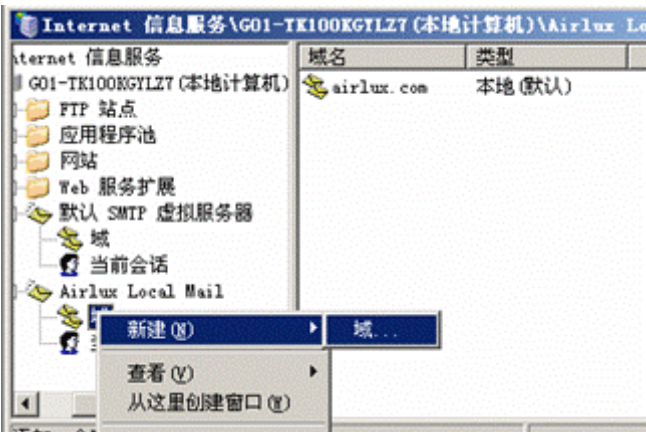 Internet 信息服务\G01-TK100KGYLZ7(本地计算机)\Airlux Lo
ternet 信息服务
G01-TK100KGYLZ7(本地计算机)
FTP 站点
应用程序池
网站
Web 服务扩展
默认 SMTP 虚拟服务器
域
当前会话
Airlux Local Mail
域名
类型
airlux.com
本地(默认)
新建(N)
域...
查看(V)
从这里创建窗口(W)